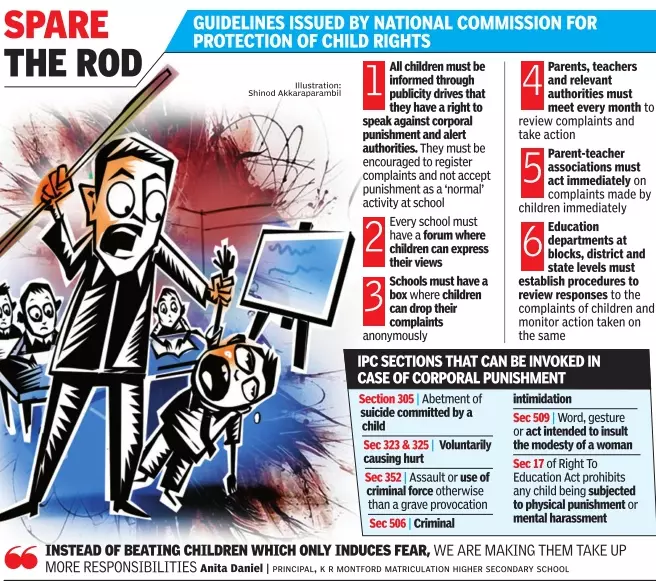 SPARE
THE ROD
GUIDELINES ISSUED BY NATIONAL COMMISSION FOR
PROTECTION OF CHILD RIGHTS
Illustration:
Shinod Akkaraparambil
1 All children must be
informed through
publicity drives that
they have a right to
speak against corporal
punishment and alert
authorities. They must be
encouraged to register
complaints and not accept
punishment as a ‘normal’
activity at school
2 Every school must
have a forum where
children can express
their views
3 Schools must have a
box where children
can drop their
complaints
anonymously
4 Parents, teachers
and relevant
authorities must
meet every month to
review complaints and
take action
5 Parent-teacher
associations must
act immediately on
complaints made by
children immediately
6 Education
departments at
blocks, district and
state levels must
establish procedures to
review responses to the
complaints of children and
monitor action taken on
the same
IPC SECTIONS THAT CAN BE INVOKED IN
CASE OF CORPORAL PUNISHMENT
Section 305 | Abetment of
suicide committed by a
child
Sec 323 & 325 | Voluntarily
causing hurt
Sec 352 | Assault or use of
criminal force otherwise
than a grave provocation
Sec 506 | Criminal
intimidation
Sec 509 | Word, gesture
or act intended to insult
the modesty of a woman
Sec 17 of Right To
Education Act prohibits
any child being subjected
to physical punishment or
mental harassment
“ INSTEAD OF BEATING CHILDREN WHICH ONLY INDUCES FEAR, WE ARE MAKING THEM TAKE UP
MORE RESPONSIBILITIES Anita Daniel | PRINCIPAL, K R MONTFORD MATRICULATION HIGHER SECONDARY SCHOOL